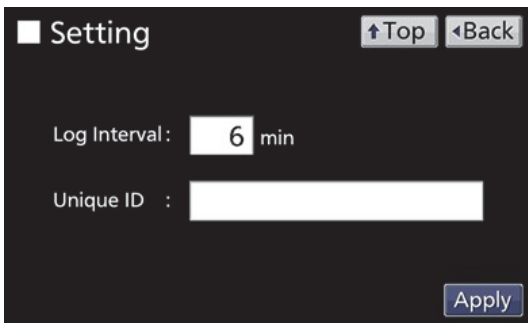 Setting
Top
Back
Log Interval: 6 min
Unique ID :
Apply